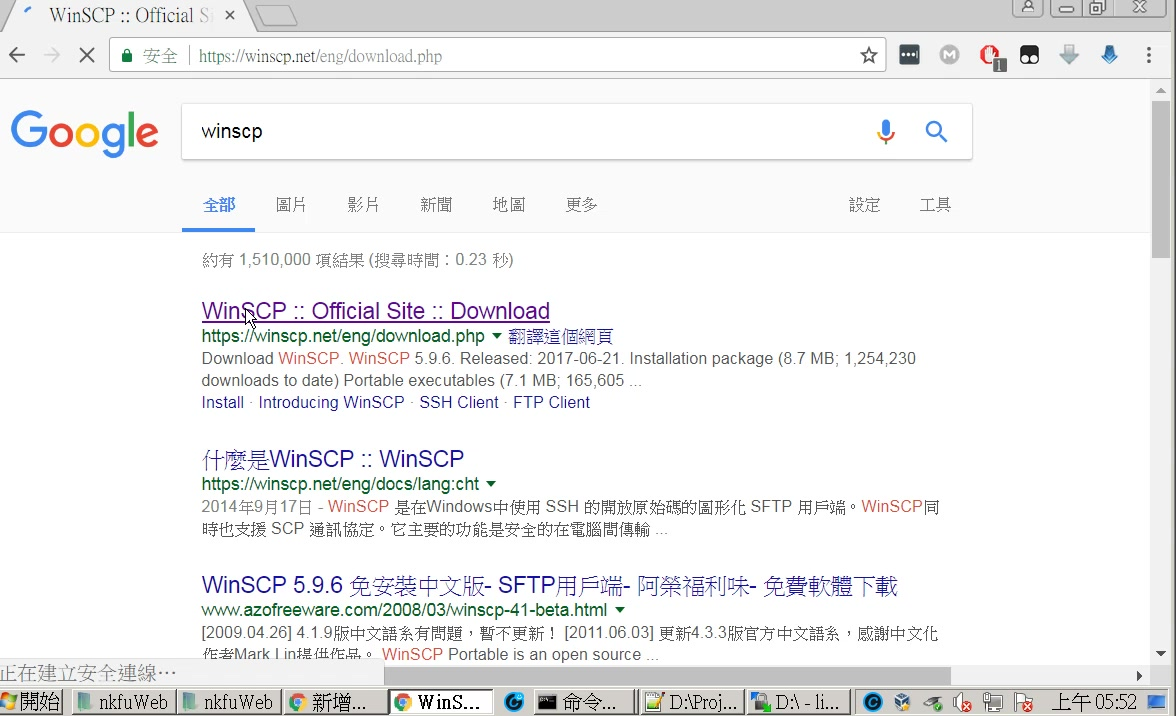 WinSCP :: Official S
安全 https://winscp.net/eng/download.php
1
Google winscp
全部 圖片 影片 新聞 地圖 更多 設定 工具
約有 1,510,000 項結果 (搜尋時間：0.23 秒)
WinSCP :: Official Site :: Download
https://winscp.net/eng/download.php 翻譯這個網頁
Download WinSCP. WinSCP 5.9.6. Released: 2017-06-21. Installation package (8.7 MB; 1,254,230
downloads to date) Portable executables (7.1 MB; 165,605 ...
Install · Introducing WinSCP · SSH Client · FTP Client
什麼是WinSCP :: WinSCP
https://winscp.net/eng/docs/lang:cht
2014年9月17日 - WinSCP 是在Windows中使用 SSH 的開放原始碼的圖形化 SFTP 用戶端。WinSCP同
時也支援 SCP 通訊協定。它主要的功能是安全的在電腦間傳輸 ...
WinSCP 5.9.6 免安裝中文版- SFTP用戶端- 阿榮福利味- 免費軟體下載
www.azofreeware.com/2008/03/winscp-41-beta.html
[2009.04.26] 4.1.9版中文語系有問題，暫不更新！ [2011.06.03] 更新4.3.3版官方中文語系，感謝中文化
作者Mark Lin提供作品。 WinSCP Portable is an open source ...
正在建立安全連線…
開始 nkfuWeb nkfuWeb 新增... WinS... 命令... D:\Proj... D:\ - li... 上午 05:52